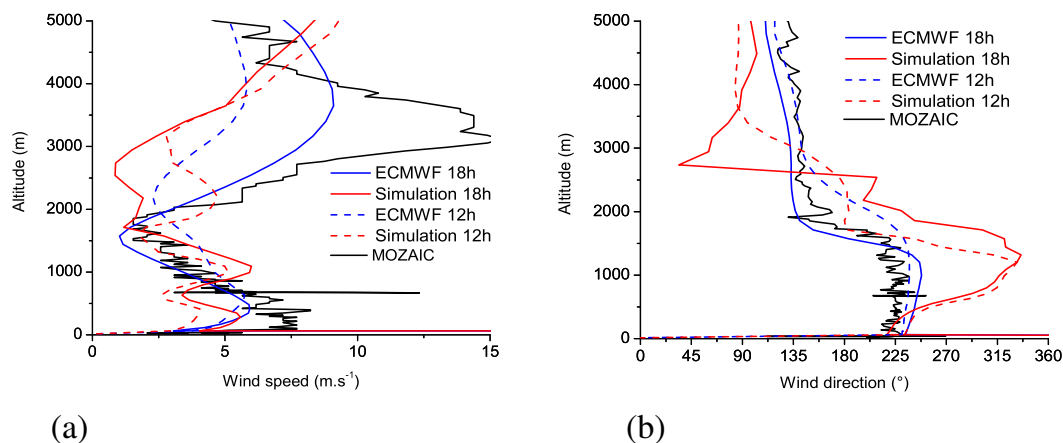 5000
4000
3000
2000
1000
0
Altitude (m)
ECMWF 18h
Simulation 18h
ECMWF 12h
Simulation 12h
MOZAIC
0 5 10 15
Wind speed (m.s-1)
(a)
5000
4000
3000
2000
1000
0
Altitude (m)
ECMWF 18h
Simulation 18h
ECMWF 12h
Simulation 12h
MOZAIC
0 45 90 135 180 225 270 315 360
Wind direction (°)
(b)